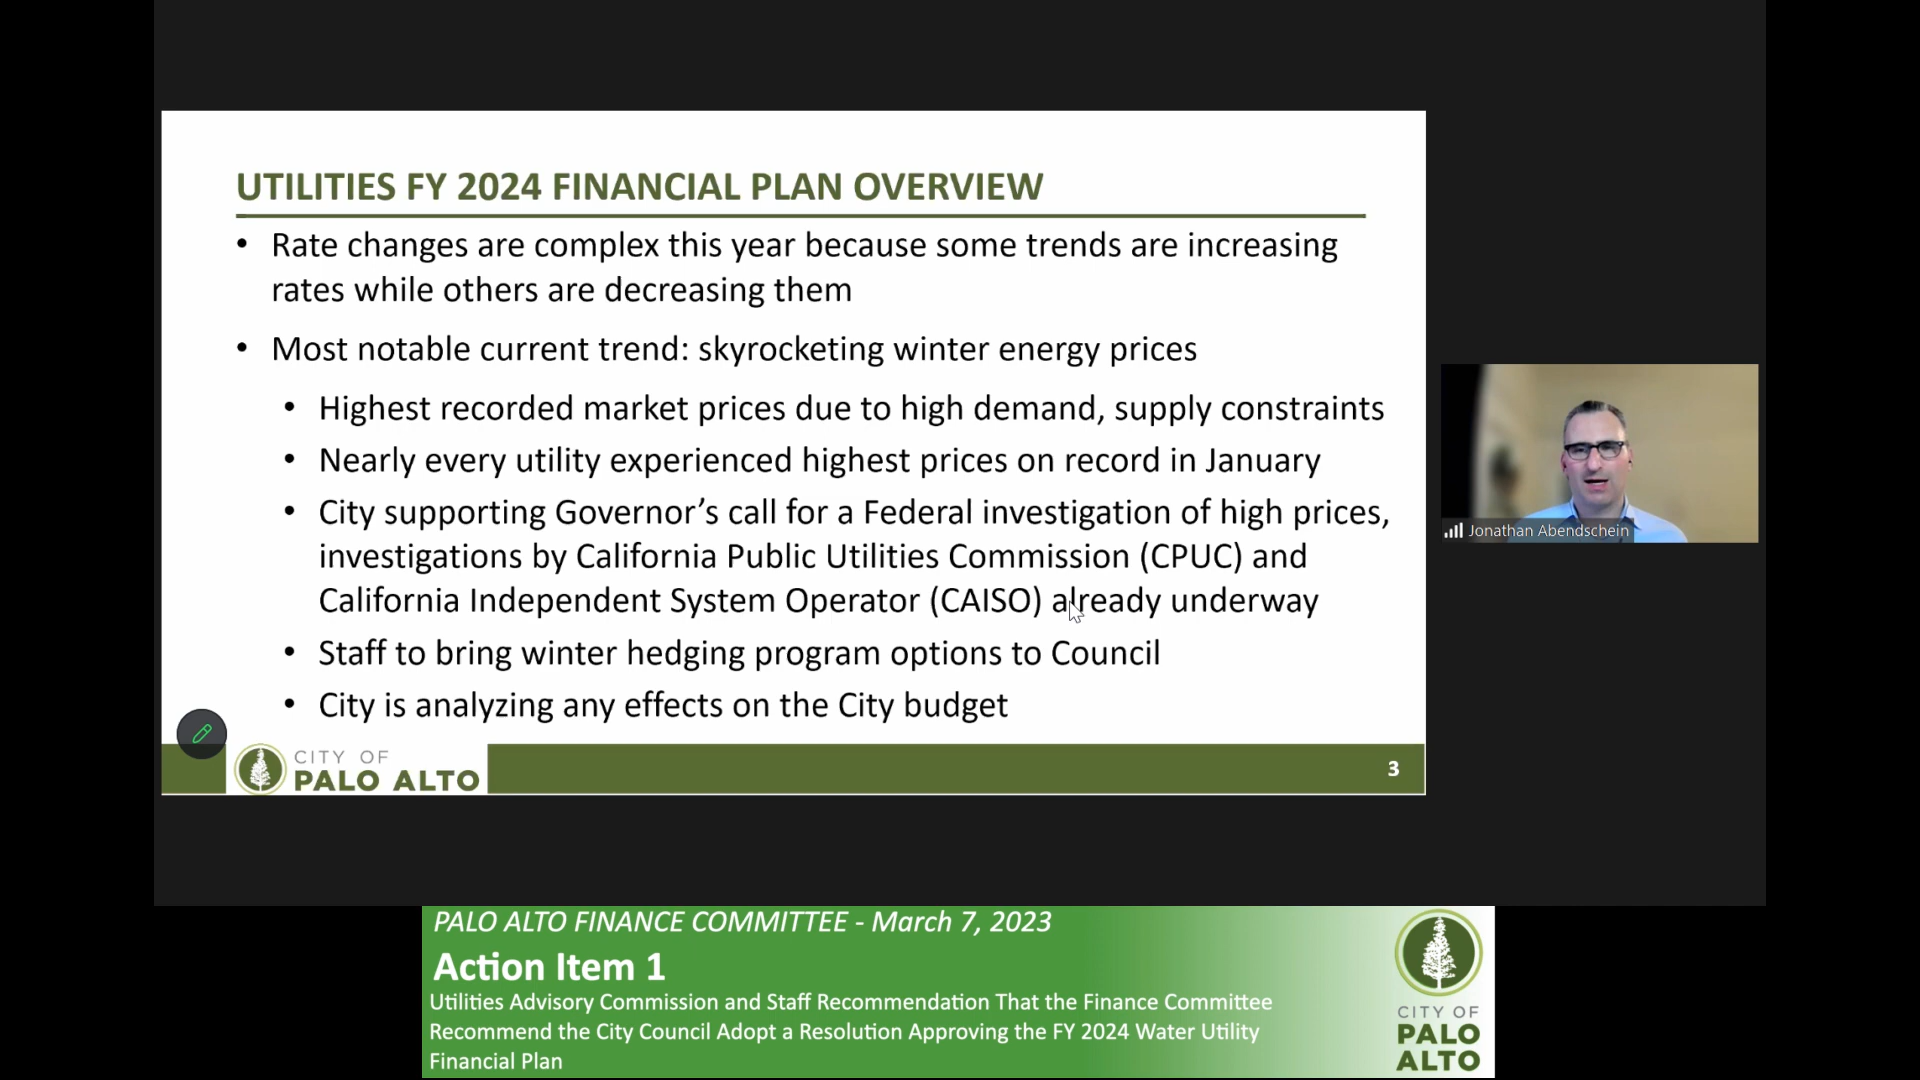 UTILITIES FY 2024 FINANCIAL PLAN OVERVIEW
• Rate changes are complex this year because some trends are increasing
rates while others are decreasing them
• Most notable current trend: skyrocketing winter energy prices
• Highest recorded market prices due to high demand, supply constraints
• Nearly every utility experienced highest prices on record in January
• City supporting Governor’s call for a Federal investigation of high prices,
investigations by California Public Utilities Commission (CPUC) and
California Independent System Operator (CAISO) already underway
• Staff to bring winter hedging program options to Council
• City is analyzing any effects on the City budget
CITY OF
PALO ALTO
3
Jonathan Abendschein
PALO ALTO FINANCE COMMITTEE - March 7, 2023
Action Item 1
Utilities Advisory Commission and Staff Recommendation That the Finance Committee
Recommend the City Council Adopt a Resolution Approving the FY 2024 Water Utility
Financial Plan
CITY OF
PALO
ALTO